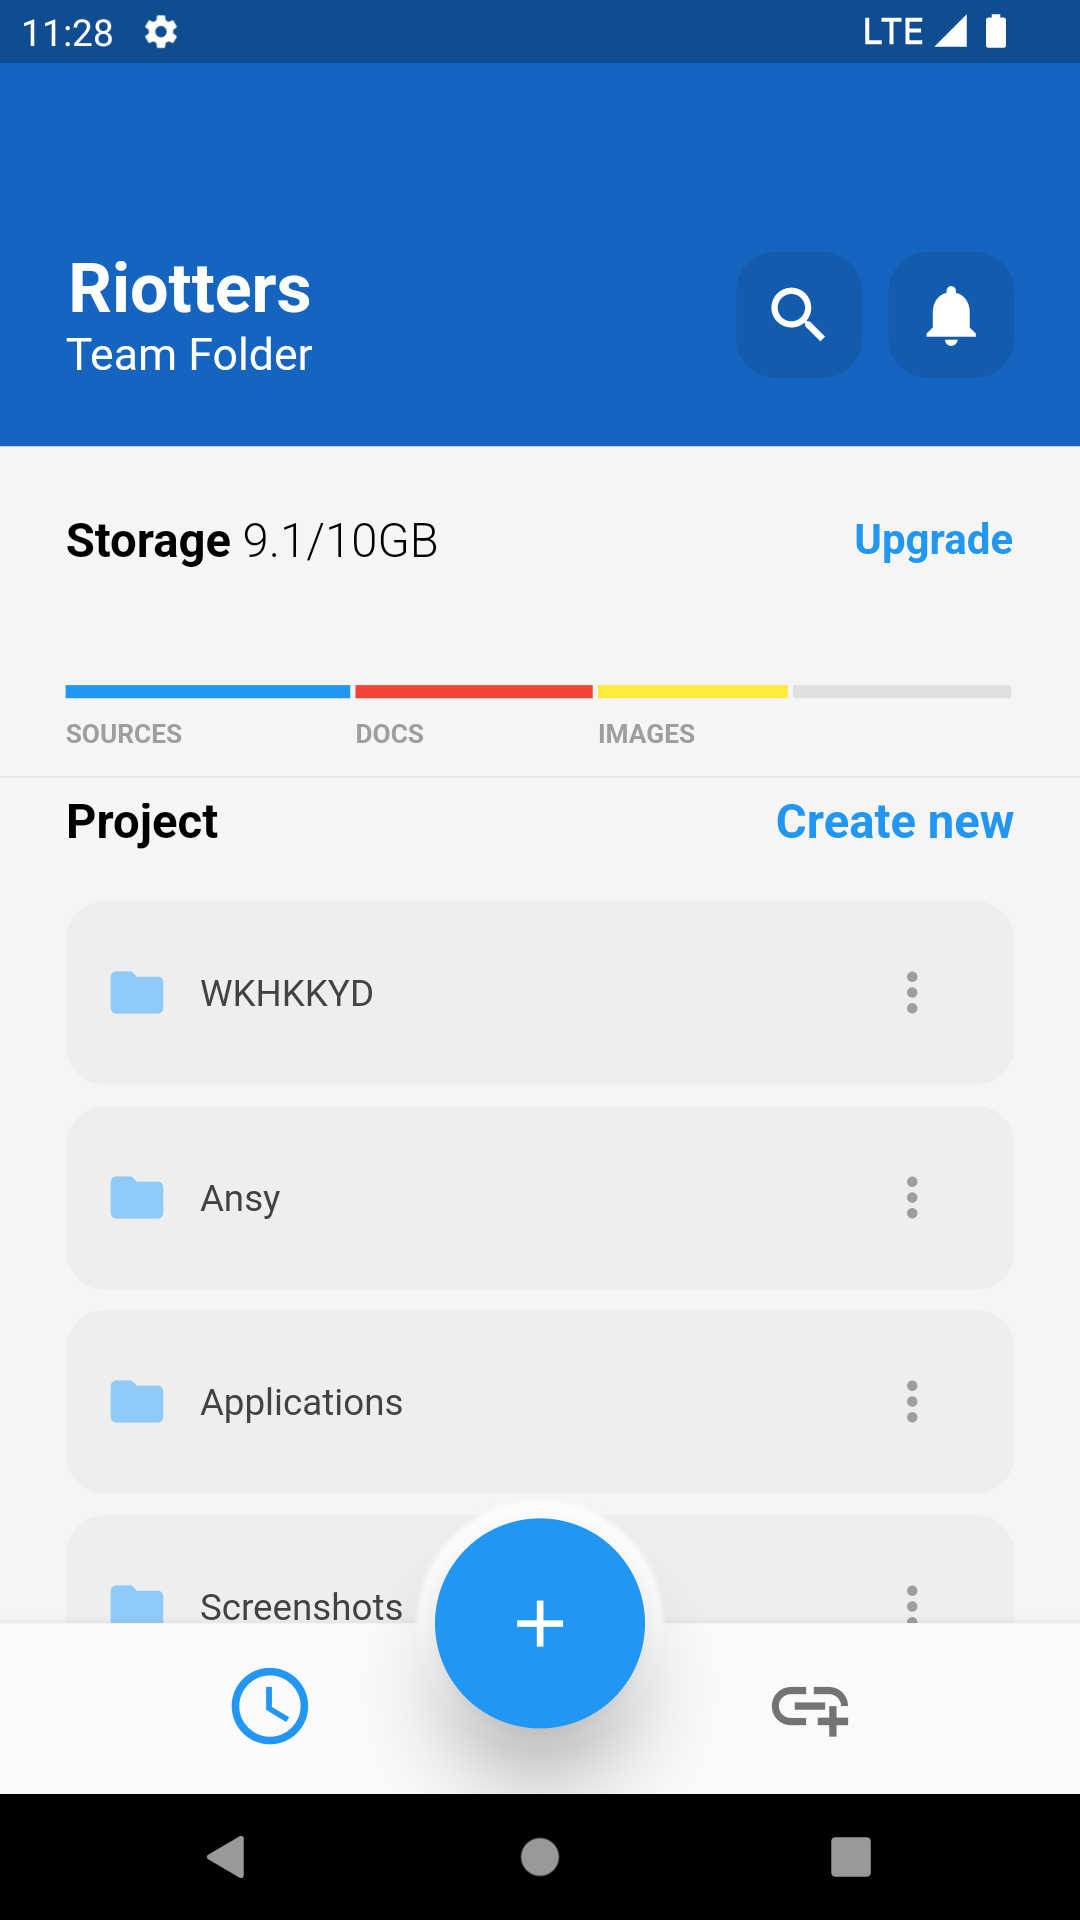 11:28 LTE
Riotters
Team Folder
Storage 9.1/10GB Upgrade
SOURCES DOCS IMAGES
Project Create new
WKHKKYD
Ansy
Applications
Screenshots